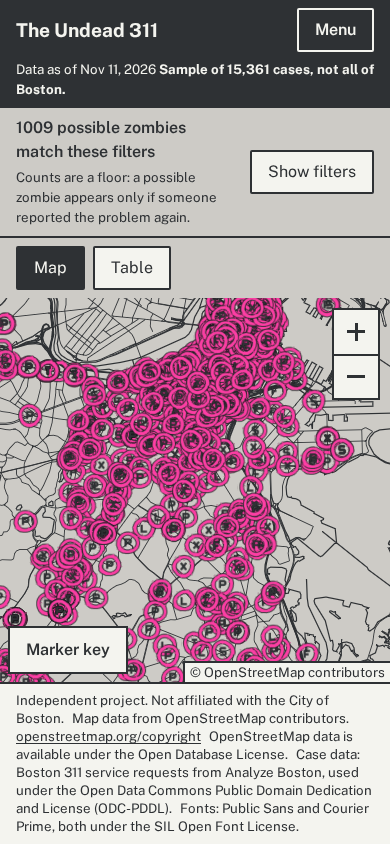 The Undead 311
Menu
Data as of Nov 11, 2026 Sample of 15,361 cases, not all of
Boston.
1009 possible zombies
match these filters
Counts are a floor: a possible
zombie appears only if someone
reported the problem again.
Show filters
Map
Table
+
−
Marker key
© OpenStreetMap contributors
Independent project. Not affiliated with the City of
Boston. Map data from OpenStreetMap contributors.
openstreetmap.org/copyright OpenStreetMap data is
available under the Open Database License. Case data:
Boston 311 service requests from Analyze Boston, used
under the Open Data Commons Public Domain Dedication
and License (ODC-PDDL). Fonts: Public Sans and Courier
Prime, both under the SIL Open Font License.